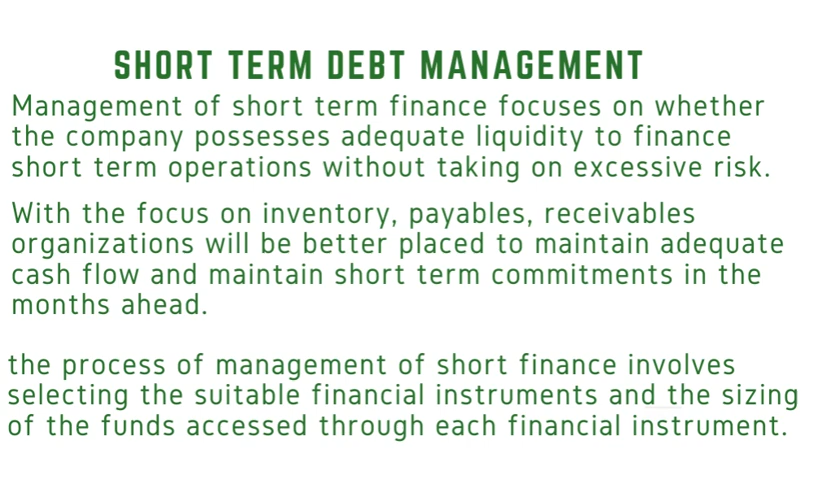 SHORT TERM DEBT MANAGEMENT
Management of short term finance focuses on whether
the company possesses adequate liquidity to finance
short term operations without taking on excessive risk.
With the focus on inventory, payables, receivables
organizations will be better placed to maintain adequate
cash flow and maintain short term commitments in the
months ahead.
the process of management of short finance involves
selecting the suitable financial instruments and the sizing
of the funds accessed through each financial instrument.